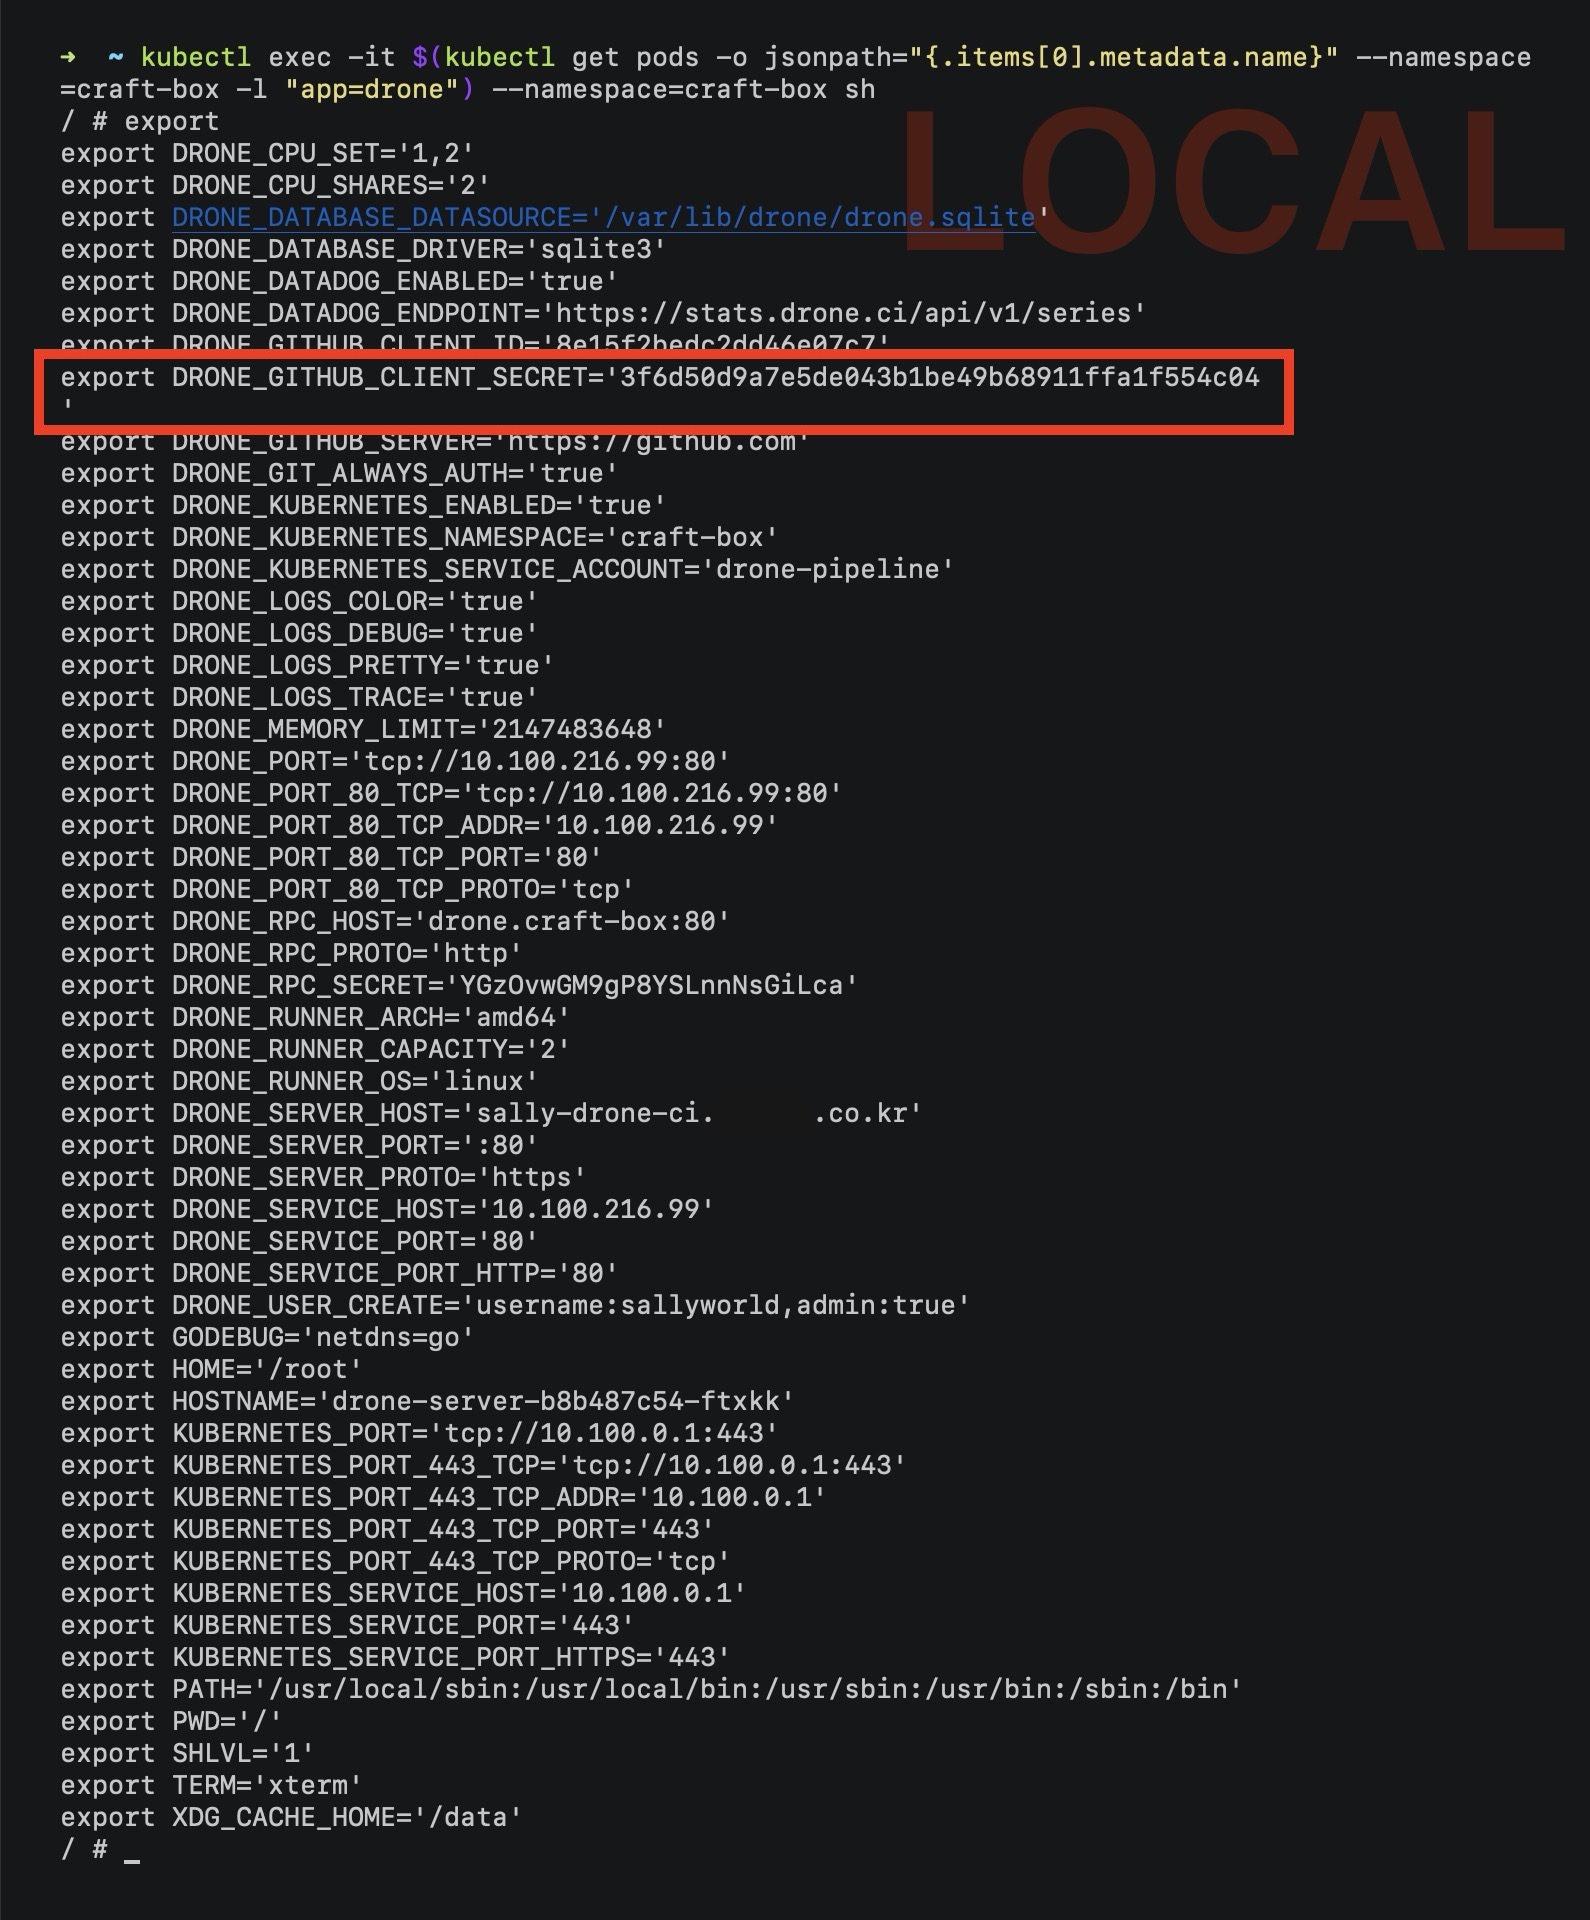 ➜  ~ kubectl exec -it $(kubectl get pods -o jsonpath="{.items[0].metadata.name}" --namespace
=craft-box -l "app=drone") --namespace=craft-box sh
LOCAL
/ # export
export DRONE_CPU_SET='1,2'
export DRONE_CPU_SHARES='2'
export DRONE_DATABASE_DATASOURCE='/var/lib/drone/drone.sqlite'
export DRONE_DATABASE_DRIVER='sqlite3'
export DRONE_DATADOG_ENABLED='true'
export DRONE_DATADOG_ENDPOINT='https://stats.drone.ci/api/v1/series'
export DRONE_GITHUB_CLIENT_ID='8e15f2bedc2dd46e07c7'
export DRONE_GITHUB_CLIENT_SECRET='3f6d50d9a7e5de043b1be49b68911ffa1f554c04
'
export DRONE_GITHUB_SERVER='https://github.com'
export DRONE_GIT_ALWAYS_AUTH='true'
export DRONE_KUBERNETES_ENABLED='true'
export DRONE_KUBERNETES_NAMESPACE='craft-box'
export DRONE_KUBERNETES_SERVICE_ACCOUNT='drone-pipeline'
export DRONE_LOGS_COLOR='true'
export DRONE_LOGS_DEBUG='true'
export DRONE_LOGS_PRETTY='true'
export DRONE_LOGS_TRACE='true'
export DRONE_MEMORY_LIMIT='2147483648'
export DRONE_PORT='tcp://10.100.216.99:80'
export DRONE_PORT_80_TCP='tcp://10.100.216.99:80'
export DRONE_PORT_80_TCP_ADDR='10.100.216.99'
export DRONE_PORT_80_TCP_PORT='80'
export DRONE_PORT_80_TCP_PROTO='tcp'
export DRONE_RPC_HOST='drone.craft-box:80'
export DRONE_RPC_PROTO='http'
export DRONE_RPC_SECRET='YGzOvwGM9gP8YSLnnNsGiLca'
export DRONE_RUNNER_ARCH='amd64'
export DRONE_RUNNER_CAPACITY='2'
export DRONE_RUNNER_OS='linux'
export DRONE_SERVER_HOST='sally-drone-ci.      .co.kr'
export DRONE_SERVER_PORT=':80'
export DRONE_SERVER_PROTO='https'
export DRONE_SERVICE_HOST='10.100.216.99'
export DRONE_SERVICE_PORT='80'
export DRONE_SERVICE_PORT_HTTP='80'
export DRONE_USER_CREATE='username:sallyworld,admin:true'
export GODEBUG='netdns=go'
export HOME='/root'
export HOSTNAME='drone-server-b8b487c54-ftxkk'
export KUBERNETES_PORT='tcp://10.100.0.1:443'
export KUBERNETES_PORT_443_TCP='tcp://10.100.0.1:443'
export KUBERNETES_PORT_443_TCP_ADDR='10.100.0.1'
export KUBERNETES_PORT_443_TCP_PORT='443'
export KUBERNETES_PORT_443_TCP_PROTO='tcp'
export KUBERNETES_SERVICE_HOST='10.100.0.1'
export KUBERNETES_SERVICE_PORT='443'
export KUBERNETES_SERVICE_PORT_HTTPS='443'
export PATH='/usr/local/sbin:/usr/local/bin:/usr/sbin:/usr/bin:/sbin:/bin'
export PWD='/'
export SHLVL='1'
export TERM='xterm'
export XDG_CACHE_HOME='/data'
/ # _